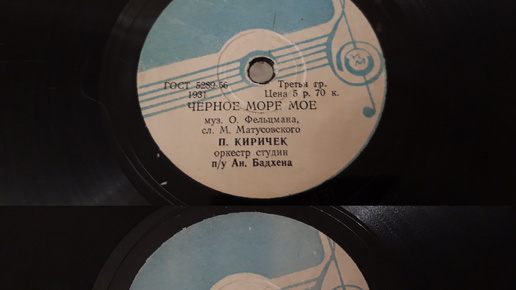 ГОСТ 5289-56 Третья гр.
1931 Цена 5 р. 70 к.
ЧЕРНОЕ МОРЕ МОЕ
муз. О. Фельцмана,
сл. М. Матусовского
П. КИРИЧЕК
оркестр студии
п/у Ан. Бадхена